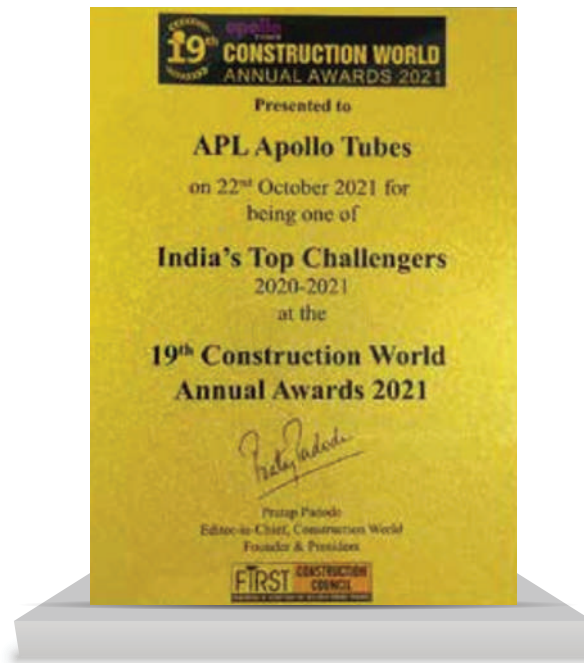 19th
apollo
CONSTRUCTION WORLD
ANNUAL AWARDS 2021
Presented to
APL Apollo Tubes
on 22nd October 2021 for
being one of
India's Top Challengers
2020-2021
at the
19th Construction World
Annual Awards 2021
Pratap Padode
Editor-in-Chief, Construction World
Founder & President
FIRST CONSTRUCTION
COUNCIL